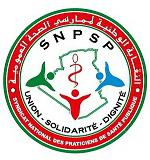 النقابة الوطنية لممارسي الصحة العمومية
SNPSP
UNION - SOLIDARITÉ - DIGNITÉ
SYNDICAT NATIONAL DES PRATICIENS DE SANTÉ PUBLIQUE